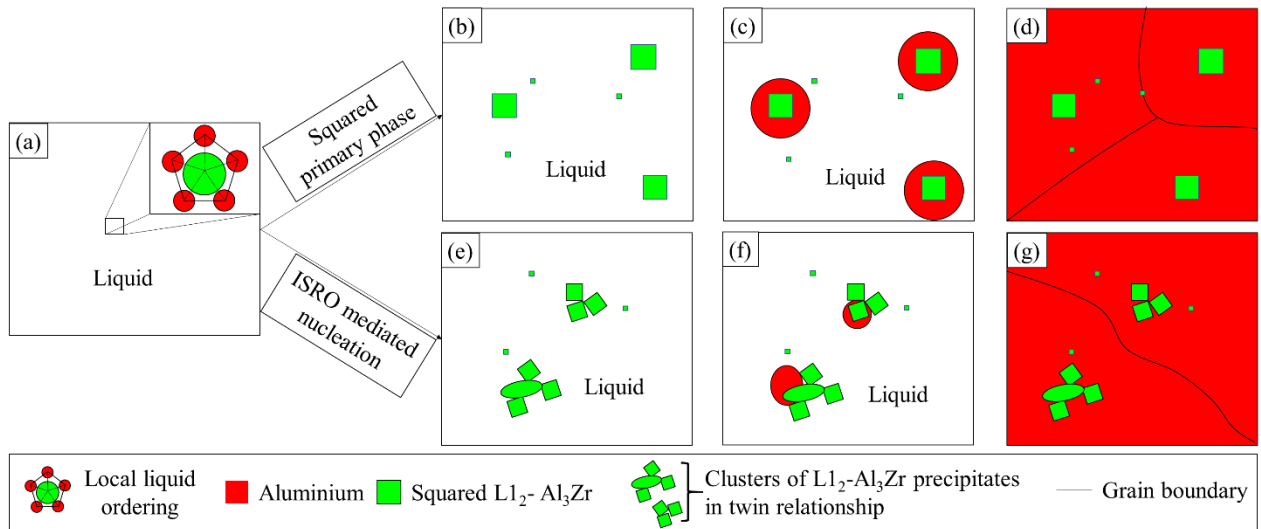 (a)
Liquid
Squared
primary phase
ISRO mediated
nucleation
(b)
Liquid
(c)
Liquid
(d)
(e)
Liquid
(f)
Liquid
(g)
Local liquid
ordering
Aluminium
Squared L1₂- Al₃Zr
Clusters of L1₂-Al₃Zr precipitates
in twin relationship
Grain boundary